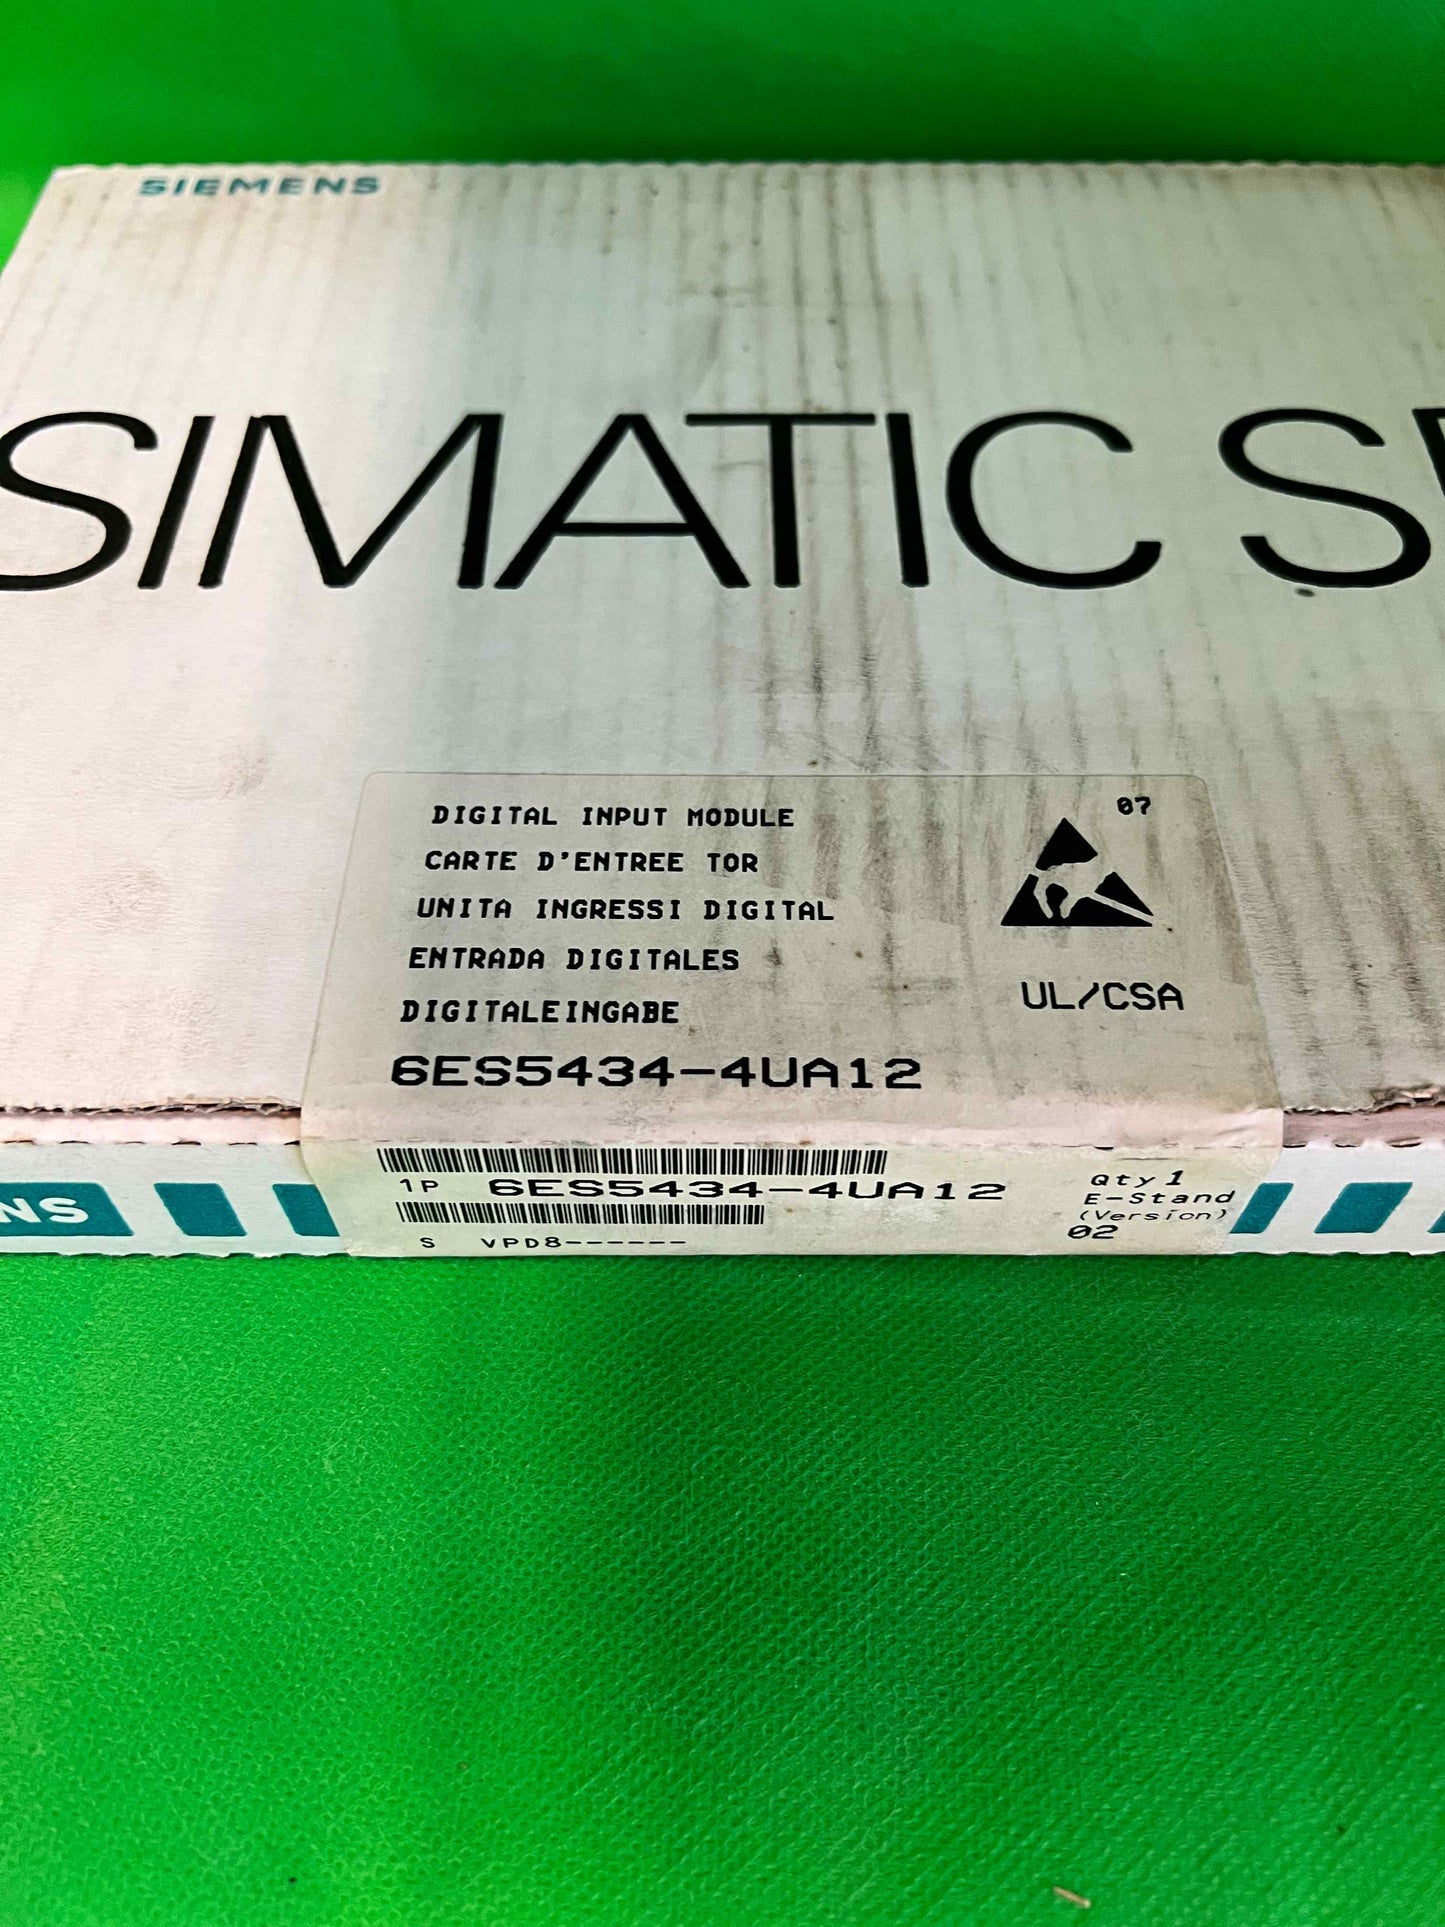 SIEMENS
SIMATIC S
DIGITAL INPUT MODULE
07
CARTE D'ENTREE TOR
UNITA INGRESSI DIGITAL
ENTRADA DIGITALES
UL/CSA
DIGITALEINGABE
6ES5434-4UA12
1P 6ES5434-4UA12
Qty 1
E-Stand
(Version)
02
S VPD8------
NS